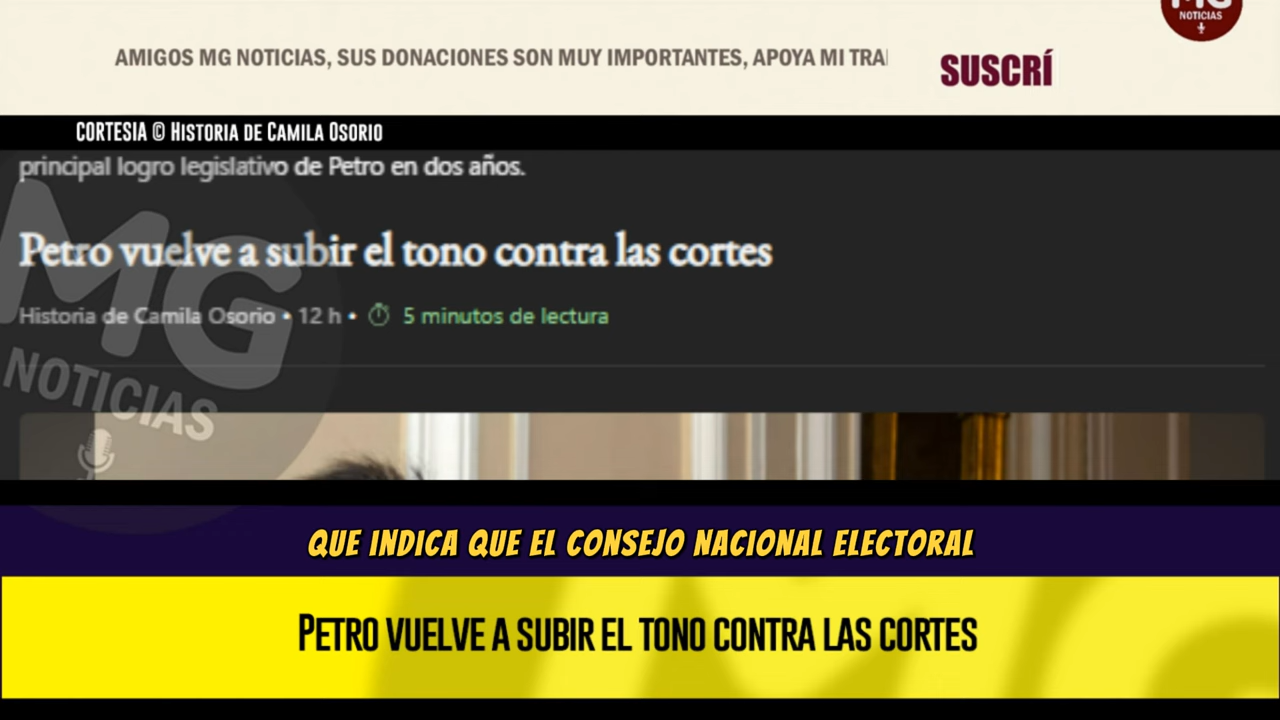 MG
NOTICIAS
AMIGOS MG NOTICIAS, SUS DONACIONES SON MUY IMPORTANTES, APOYA MI
SUSCRÍ
CORTESIA © HISTORIA DE CAMILA OSORIO
principal logro legislativo de Petro en dos años.
Petro vuelve a subir el tono contra las cortes
Historia de Camila Osorio • 12 h • 5 minutos de lectura
MG
NOTICIAS
QUE INDICA QUE EL CONSEJO NACIONAL ELECTORAL
PETRO VUELVE A SUBIR EL TONO CONTRA LAS CORTES